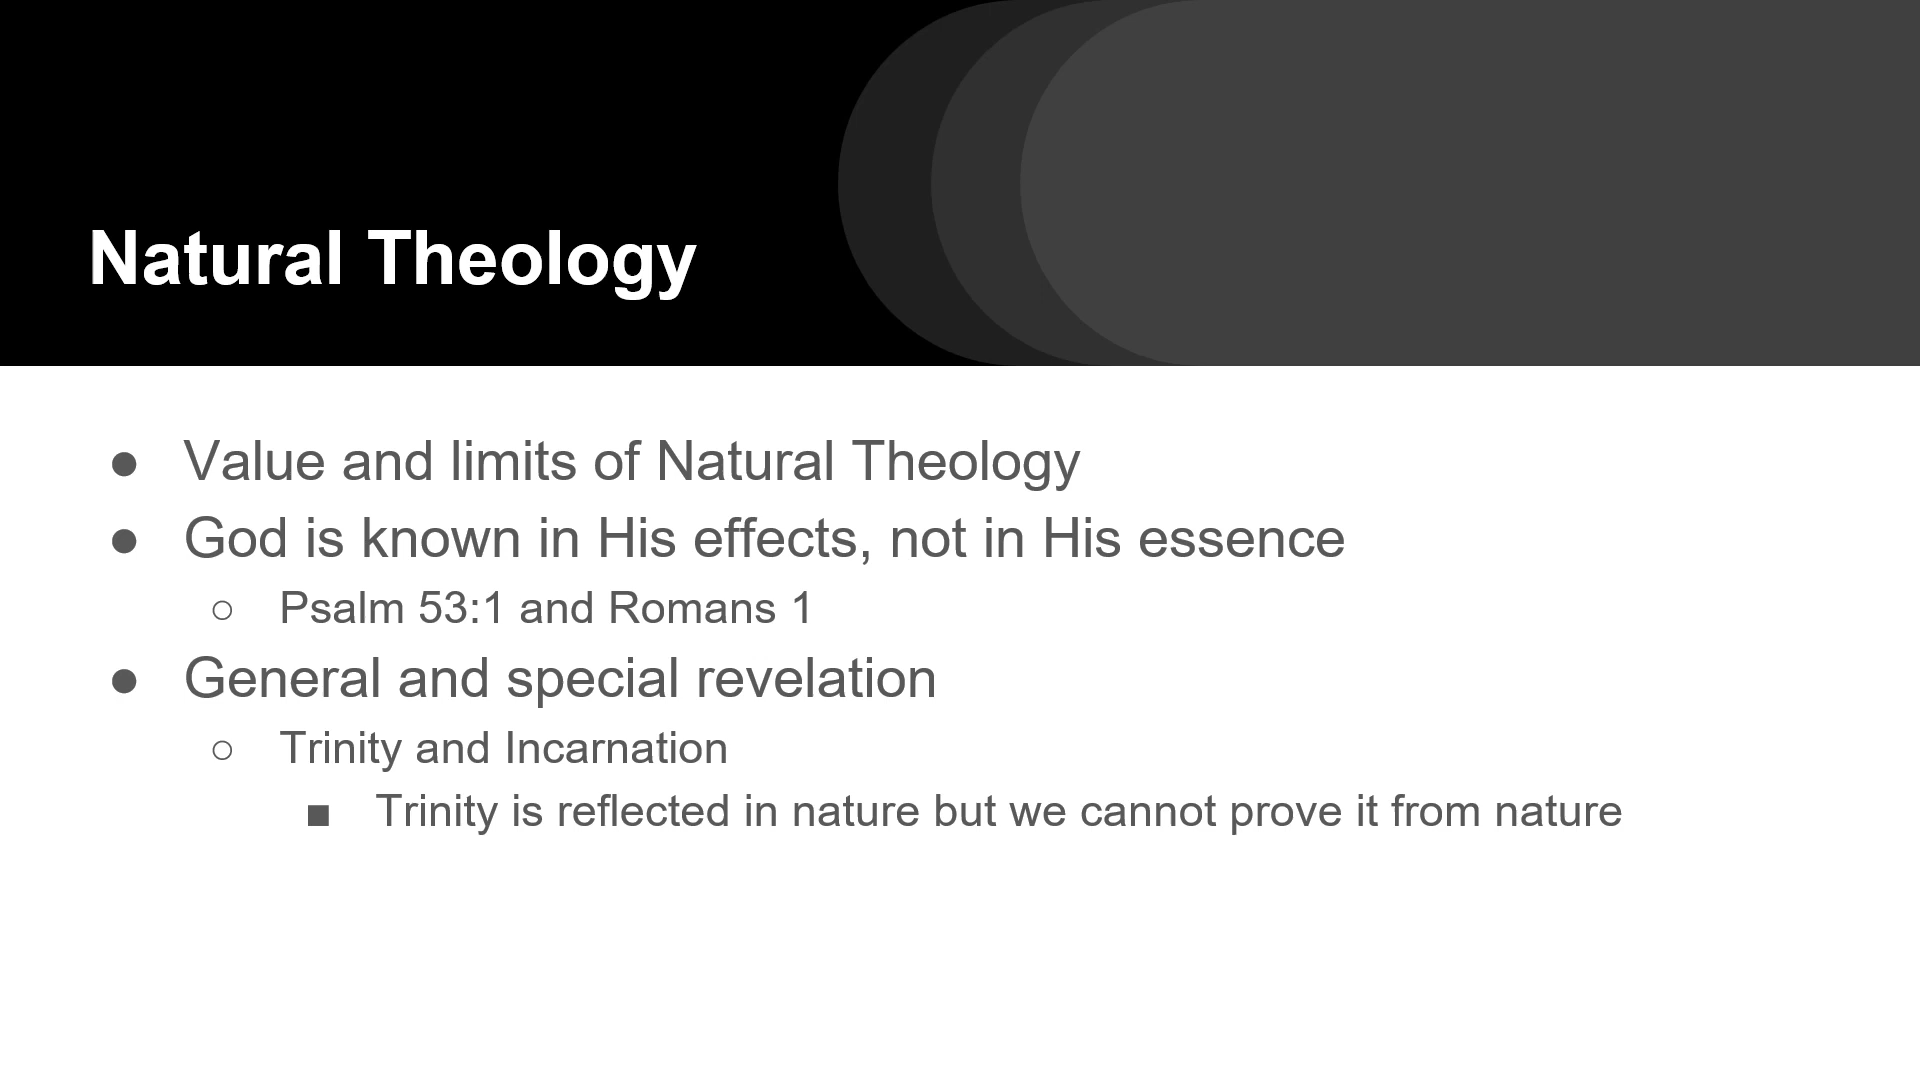 Natural Theology
● Value and limits of Natural Theology
● God is known in His effects, not in His essence
○ Psalm 53:1 and Romans 1
● General and special revelation
○ Trinity and Incarnation
■ Trinity is reflected in nature but we cannot prove it from nature